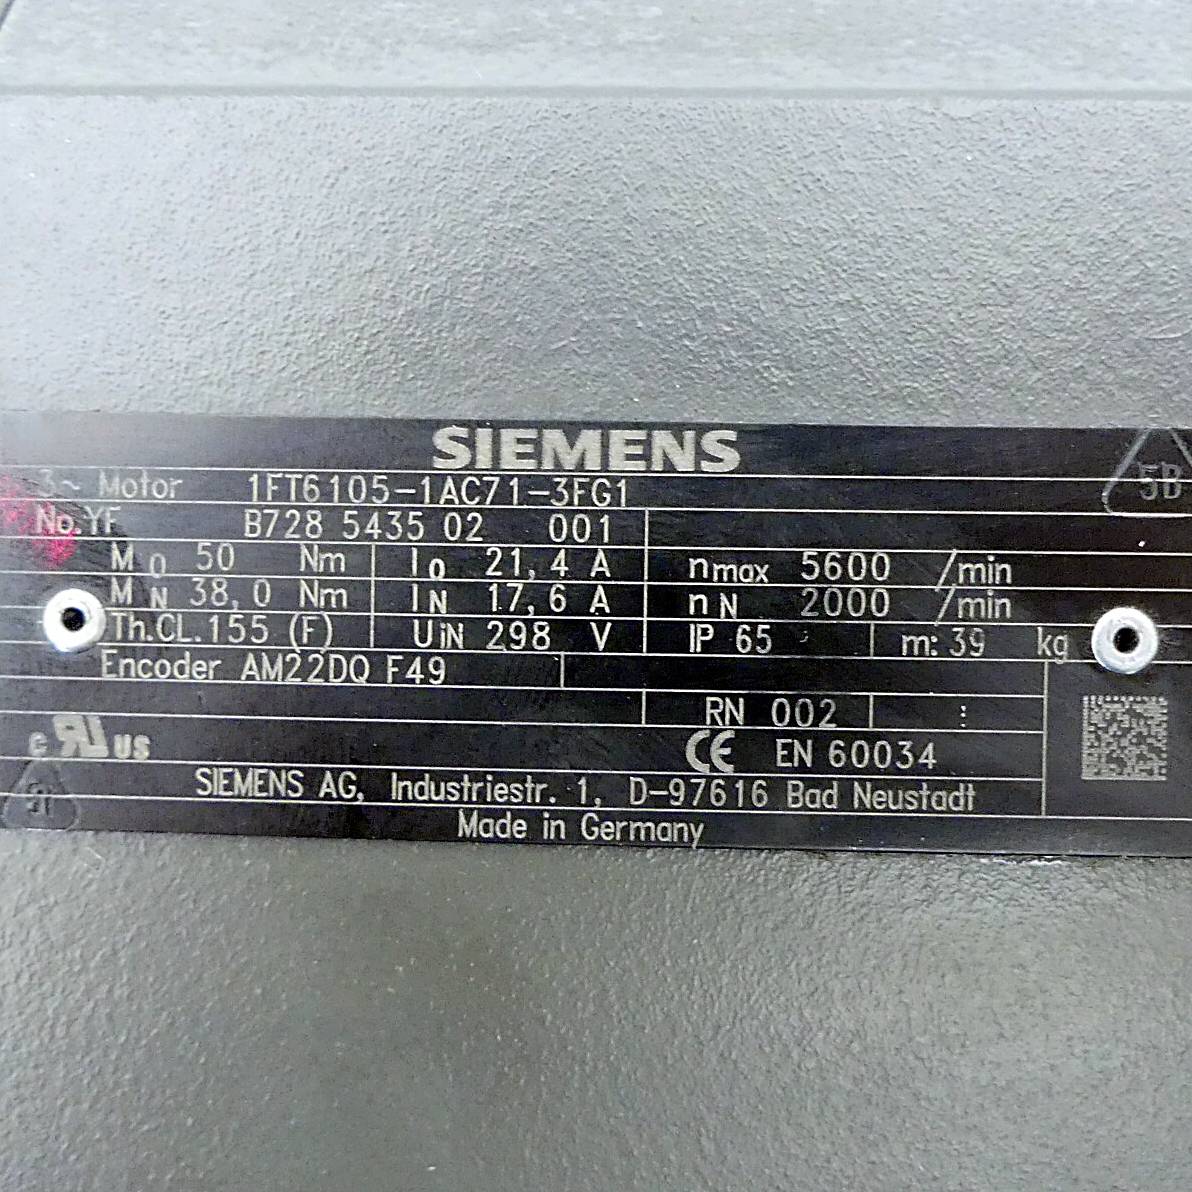 SIEMENS
5B
3~ Motor 1FT6105-1AC71-3FG1
No.YF B728 5435 02 001
M0 50 Nm I0 21,4 A nmax 5600 /min
MN 38,0 Nm IN 17,6 A nN 2000 /min
Th.CL.155 (F) UiN 298 V IP 65 m: 39 kg
Encoder AM22DQ F49
RN 002 :
c RU US CE EN 60034
SIEMENS AG, Industriestr. 1, D-97616 Bad Neustadt
Made in Germany